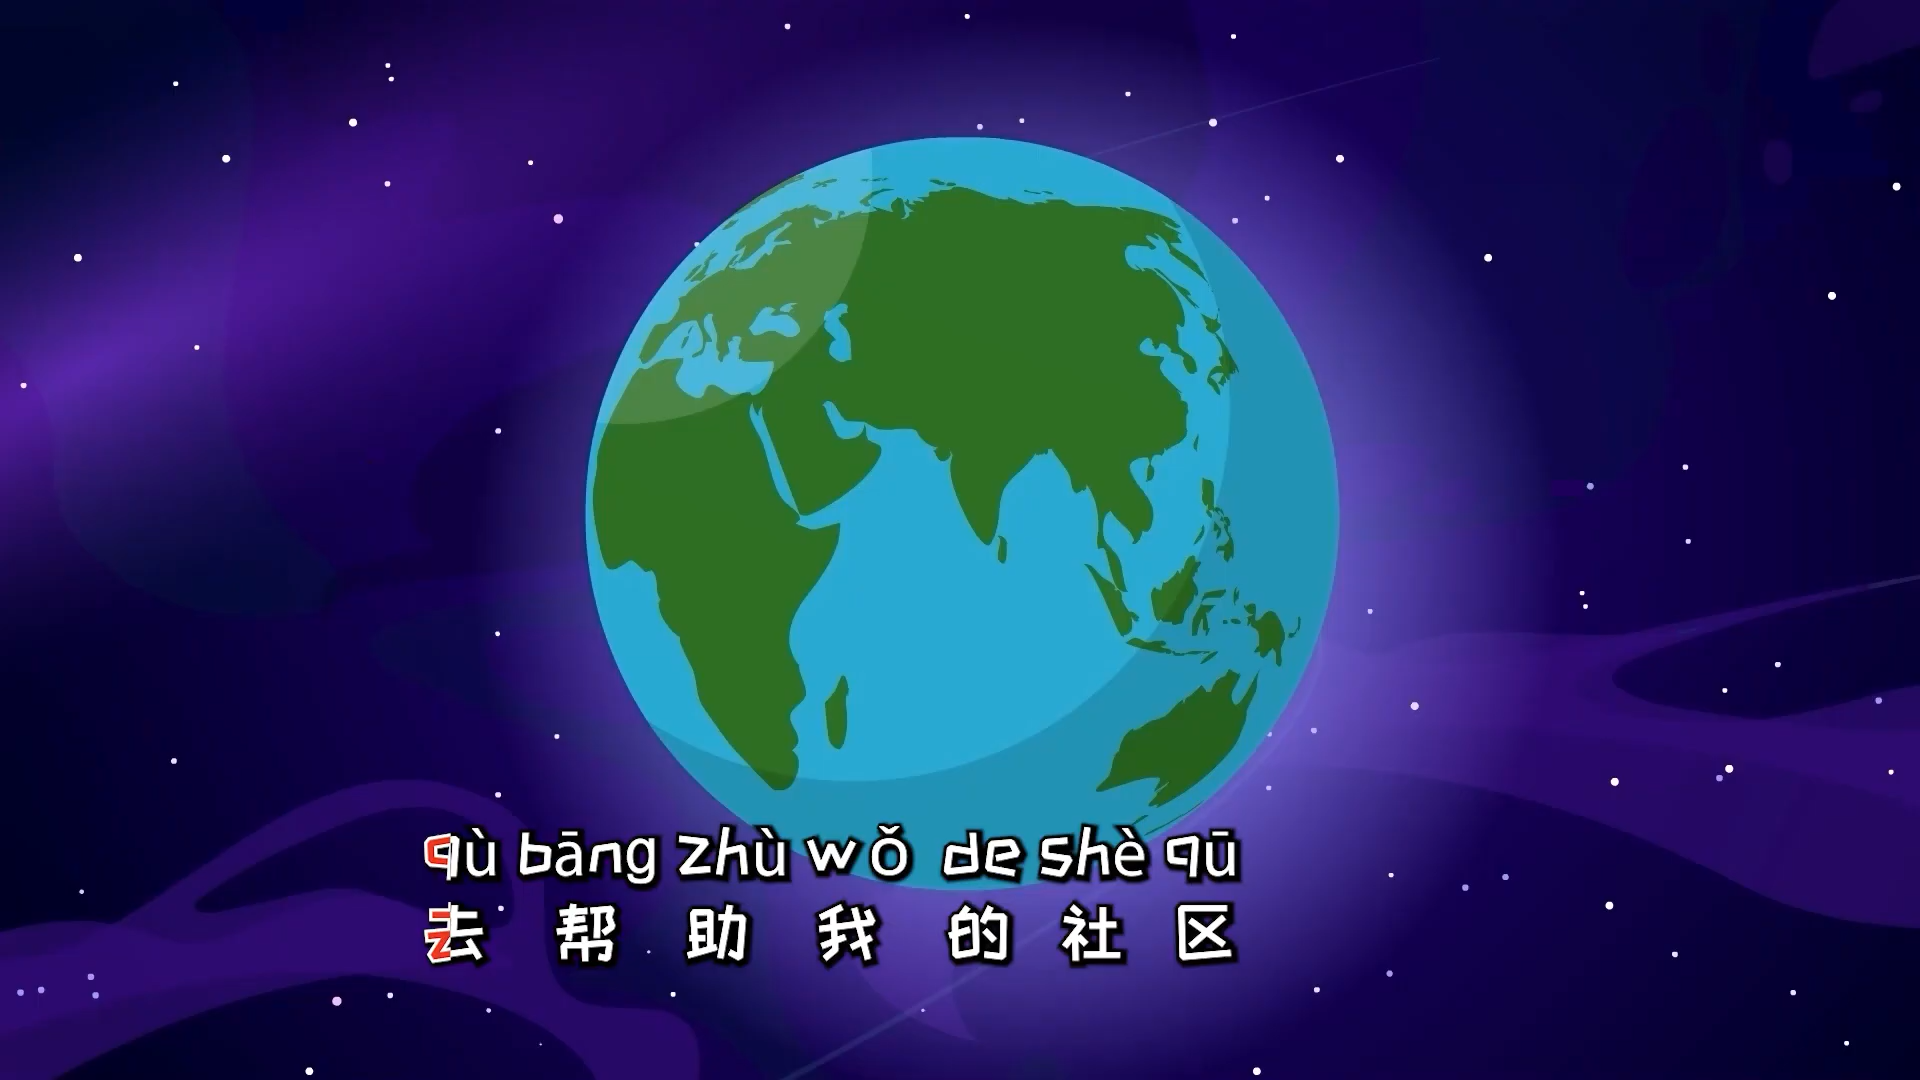 qù bāng zhù wǒ de shè qū
去 帮 助 我 的 社 区